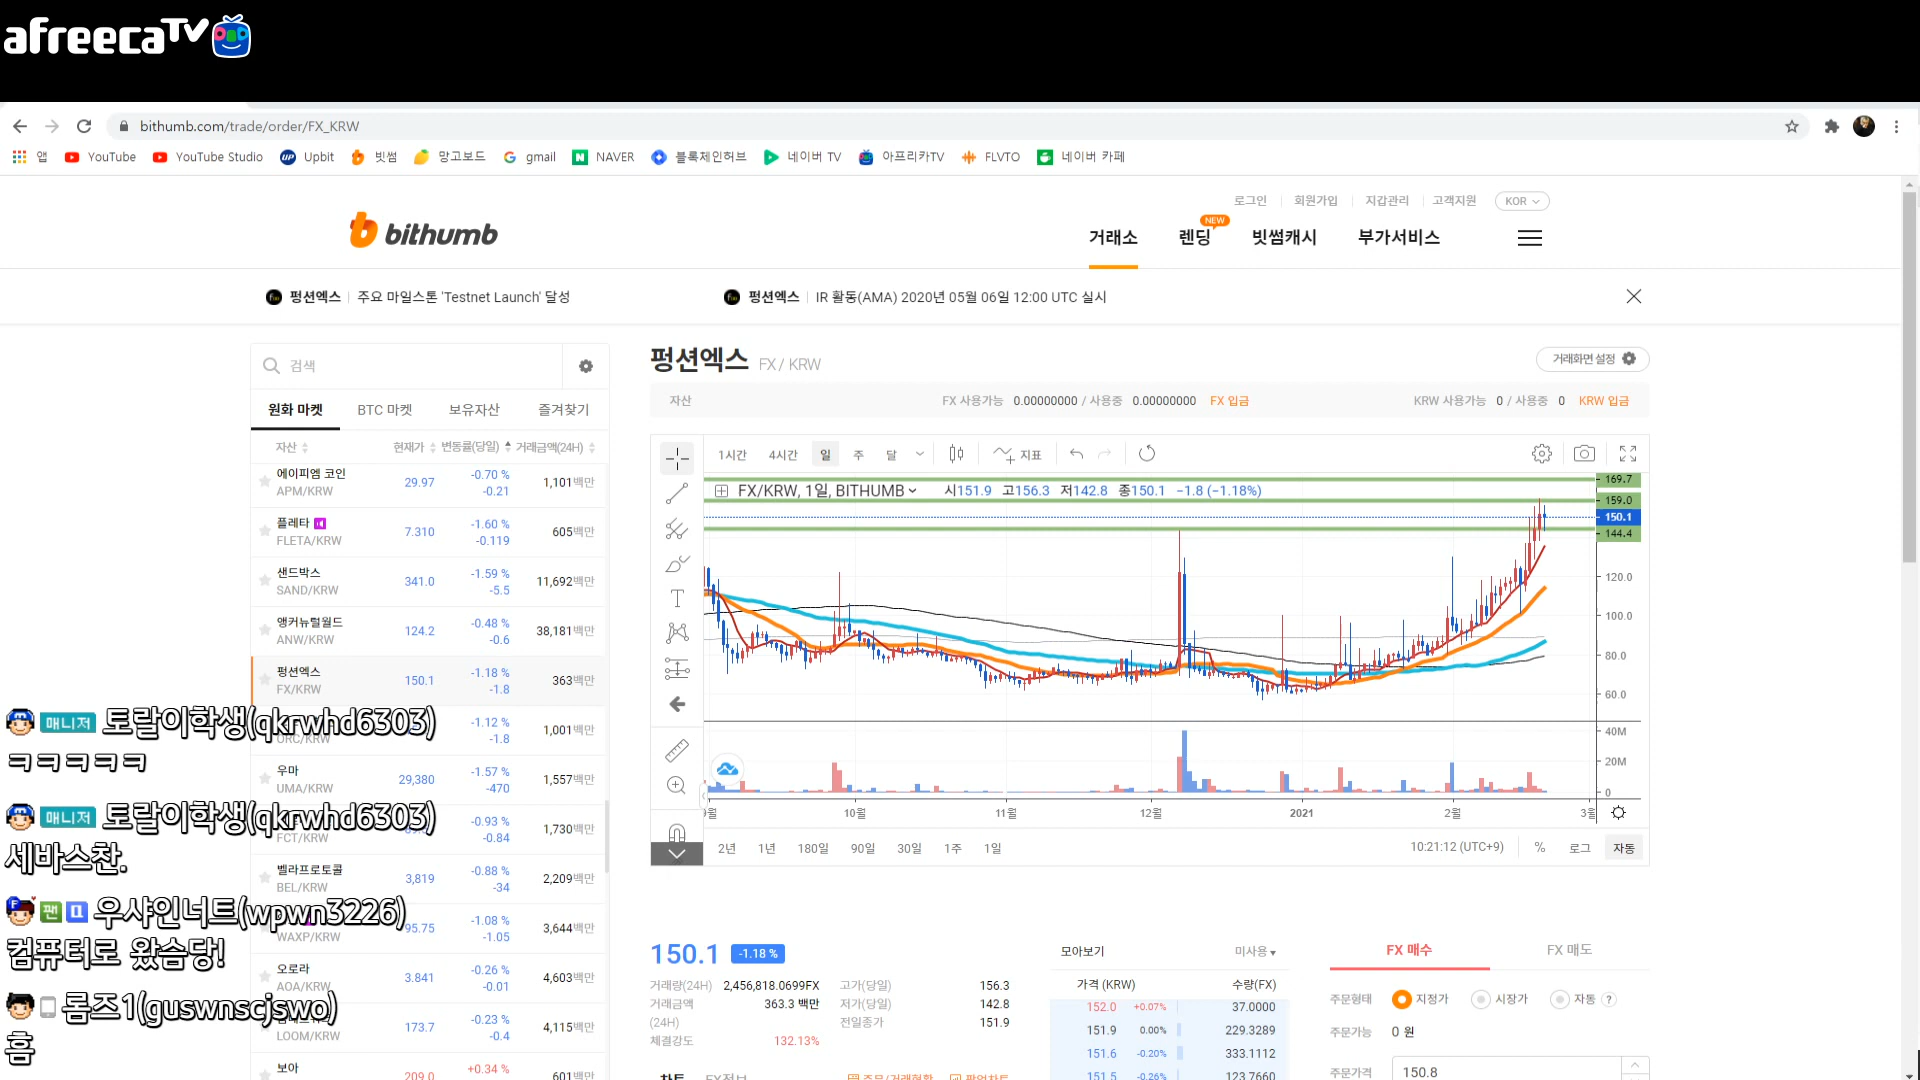 afreecaTV
bithumb.com/trade/order/FX_KRW
앱 YouTube YouTube Studio Upbit 빗썸 망고보드 gmail NAVER 블록체인허브 네이버 TV 아프리카TV FLVTO 네이버 카페
로그인 회원가입 지갑관리 고객지원 KOR
bithumb
거래소 렌딩 NEW 빗썸캐시 부가서비스
펑션엑스 주요 마일스톤 'Testnet Launch' 달성
펑션엑스 IR 활동(AMA) 2020년 05월 06일 12:00 UTC 실시
검색
원화 마켓 BTC 마켓 보유자산 즐겨찾기
자산 현재가 변동률(당일) 거래금액(24H)
에이피엠 코인 29.97 -0.70 % 1,101백만
APM/KRW -0.21
플레타 7.310 -1.60 % 605백만
FLETA/KRW -0.119
샌드박스 341.0 -1.59 % 11,692백만
SAND/KRW -5.5
앵커뉴럴월드 124.2 -0.48 % 38,181백만
ANW/KRW -0.6
펑션엑스 150.1 -1.18 % 363백만
FX/KRW -1.8
-1.12 % 1,001백만
ORC/KRW -1.8
우마 29,380 -1.57 % 1,557백만
UMA/KRW -470
-0.93 % 1,730백만
FCT/KRW -0.84
벨라프로토콜 3,819 -0.88 % 2,209백만
BEL/KRW -34
95.75 -1.08 % 3,644백만
WAXP/KRW -1.05
오로라 3.841 -0.26 % 4,603백만
AOA/KRW -0.01
173.7 -0.23 % 4,115백만
LOOM/KRW -0.4
보아 209.0 +0.34 % 601백만
매니저 토랄이학생(qkrwhd6303)
ㅋㅋㅋㅋㅋ
매니저 토랄이학생(qkrwhd6303)
세바스찬.
팬 우샤인너트(wpwn3226)
컴퓨터로 왔슴당!
롬즈1(guswnscjswo)
흠
펑션엑스 FX / KRW
거래화면 설정
자산 FX 사용가능 0.00000000 / 사용중 0.00000000 FX 입금 KRW 사용가능 0 / 사용중 0 KRW 입금
1시간 4시간 일 주 달 지표
FX/KRW, 1일, BITHUMB 시151.9 고156.3 저142.8 종150.1 -1.8 (-1.18%)
169.7
159.0
150.1
144.4
120.0
100.0
80.0
60.0
40M
20M
0
10월 11월 12월 2021 2월 3월
2년 1년 180일 90일 30일 1주 1일
10:21:12 (UTC+9) % 로그 자동
150.1 -1.18 %
거래량(24H) 2,456,818.0699FX
거래금액 363.3 백만
(24H)
체결강도 132.13%
고가(당일) 156.3
저가(당일) 142.8
전일종가 151.9
차트 FX정보 주문/거래현황 팝업차트
모아보기 미사용
가격 (KRW) 수량(FX)
152.0 +0.07% 37.0000
151.9 0.00% 229.3289
151.6 -0.20% 333.1112
151.5 -0.26% 123.7660
FX 매수 FX 매도
주문형태 지정가 시장가 자동 ?
주문가능 0 원
주문가격 150.8